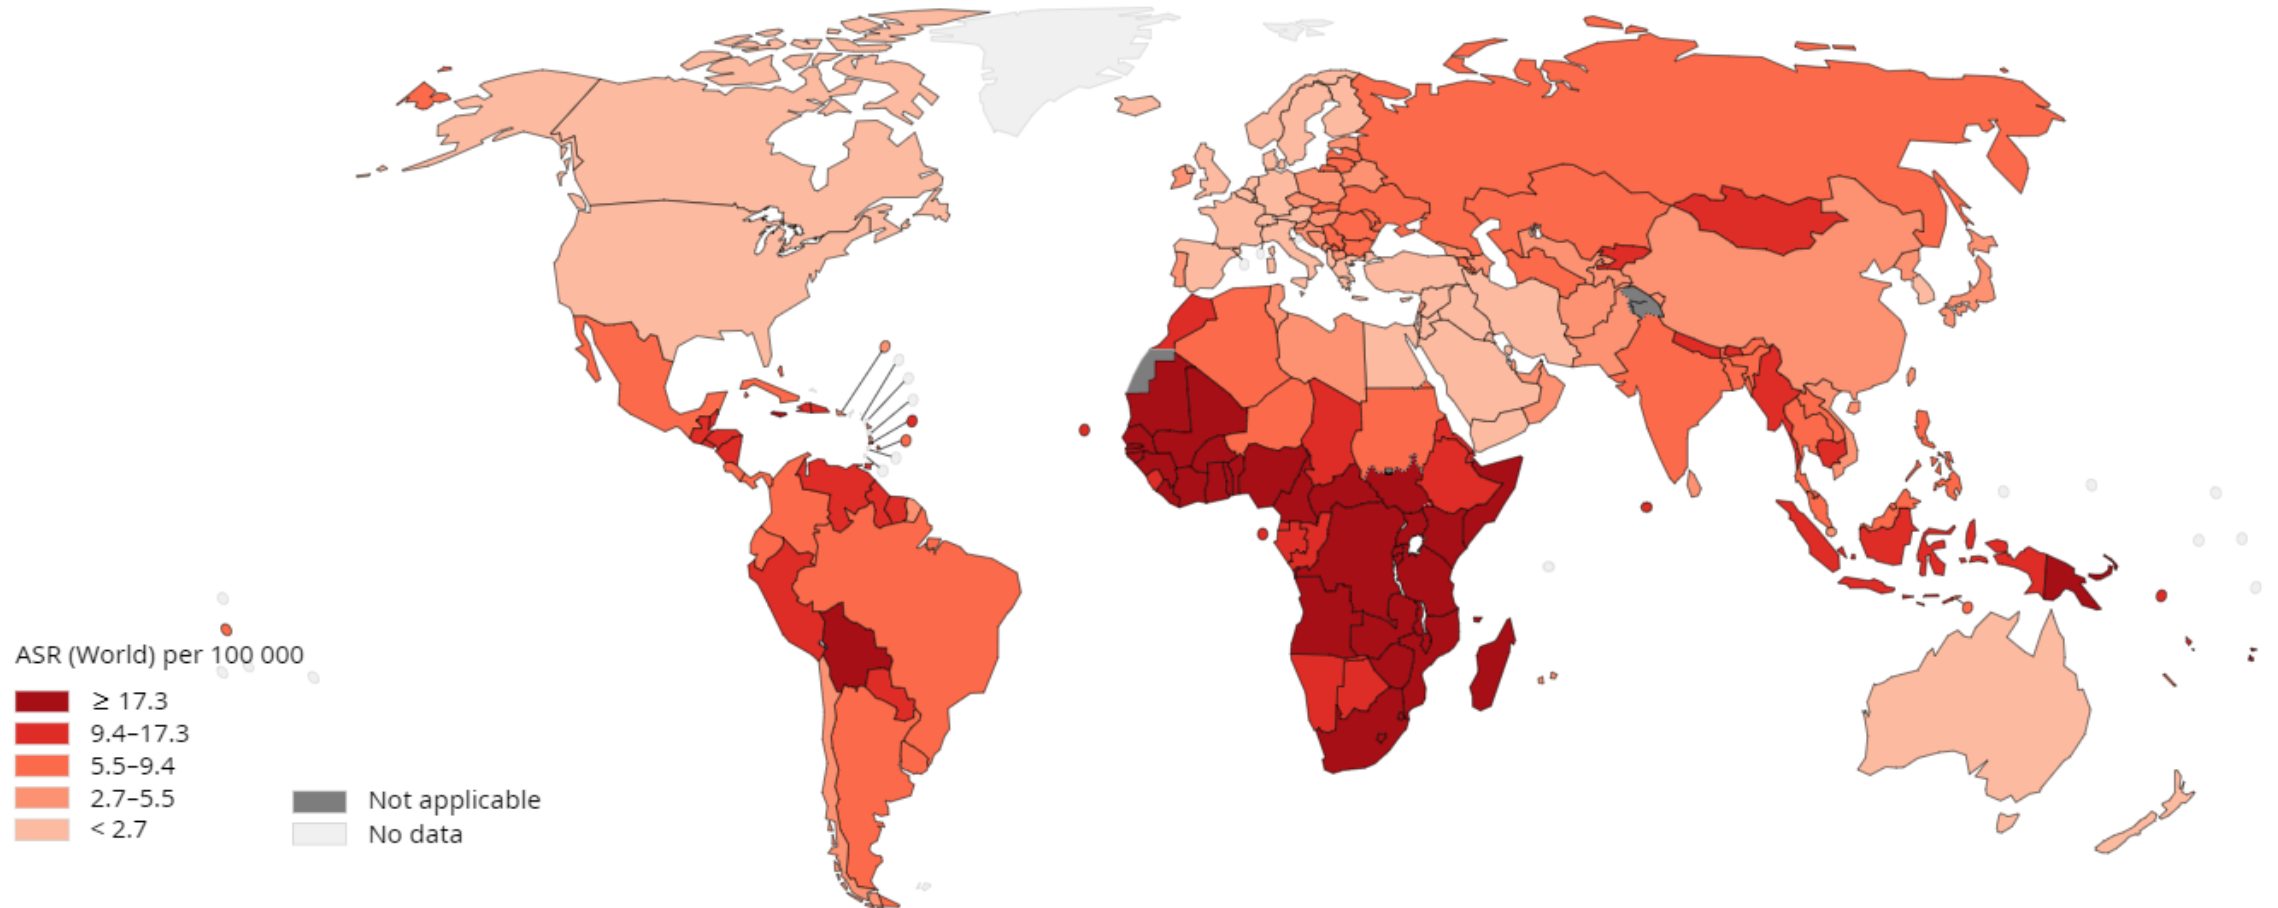 ASR (World) per 100 000
≥ 17.3
9.4–17.3
5.5–9.4
2.7–5.5
< 2.7
Not applicable
No data